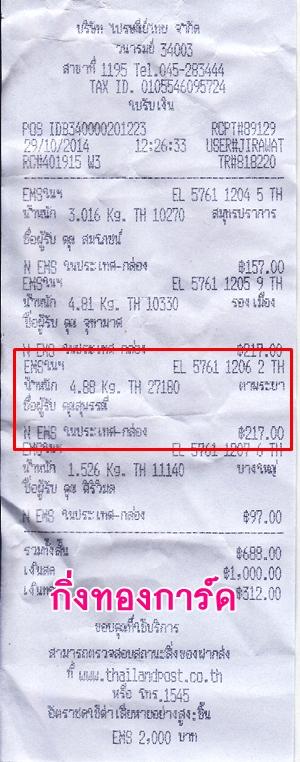 บริษัท ไปรษณีย์ไทย จำกัด
วนารมย์ 34003
สาขาที่ 1195 Tel.045-283444
TAX ID. 0105546095724
ใบรับเงิน
POS IDB340000201223 RCPT#89129
29/10/2014 12:26:33 USER#JIRAWAT
RC#401915 W3 TR#818220
EMSในฯ EL 5761 1204 5 TH
น้ำหนัก 3.016 Kg. TH 10270 สมุทรปราการ
ชื่อผู้รับ คุณ สมนึกชน์
N EMS ในประเทศ-กล่อง ฿157.00
EMSในฯ EL 5761 1205 9 TH
น้ำหนัก 4.81 Kg. TH 10330 รองเมือง
ชื่อผู้รับ คุณ จุฑามาศ
N EMS ในประเทศ-กล่อง ฿217.00
EMSในฯ EL 5761 1206 2 TH
น้ำหนัก 4.88 Kg. TH 27180 ตาพระยา
ชื่อผู้รับ คุณสุบรรณ์
N EMS ในประเทศ-กล่อง ฿217.00
EMSในฯ EL 5761 1207 6 TH
น้ำหนัก 1.526 Kg. TH 11140 บางใหญ่
ชื่อผู้รับ คุณ สิริวิมล
N EMS ในประเทศ-กล่อง ฿97.00
รวมทั้งสิ้น ฿688.00
เงินสด ฿1,000.00
฿312.00
กิ่งทองการ์ด
ขอบคุณที่ใช้บริการ
สามารถตรวจสอบสถานะสิ่งของฝากส่ง
ที่ www.thailandpost.co.th
หรือ โทร.1545
อัตราชดใช้ค่าเสียหายอย่างสูง:ชิ้น
EMS 2,000 บาท